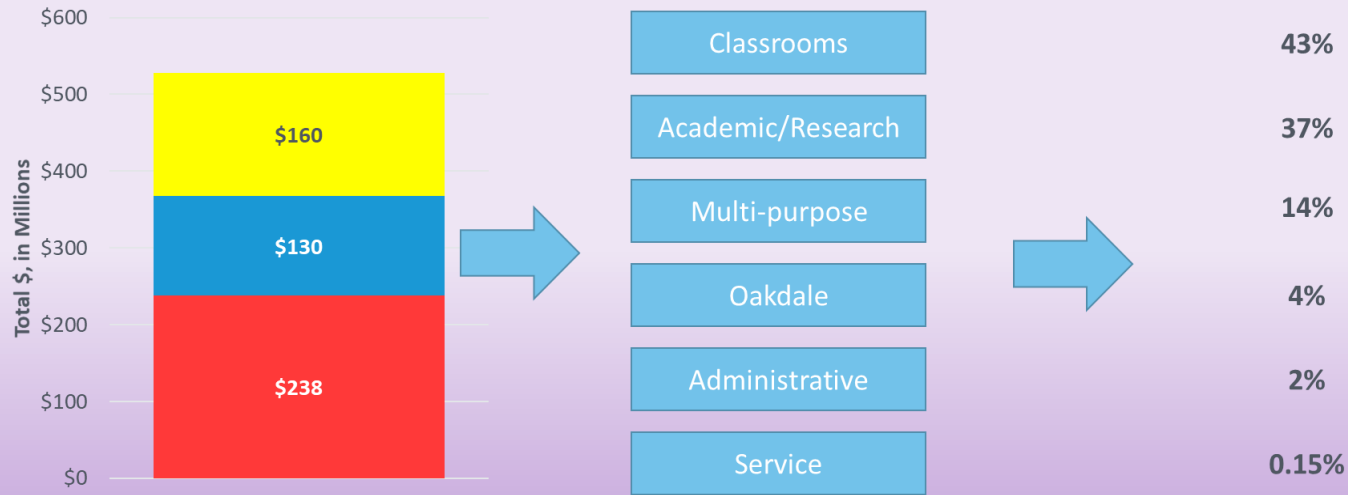 Total $, in Millions
$600
$500
$400
$300
$200
$100
$0
$160
$130
$238
Classrooms
Academic/Research
Multi-purpose
Oakdale
Administrative
Service
43%
37%
14%
4%
2%
0.15%